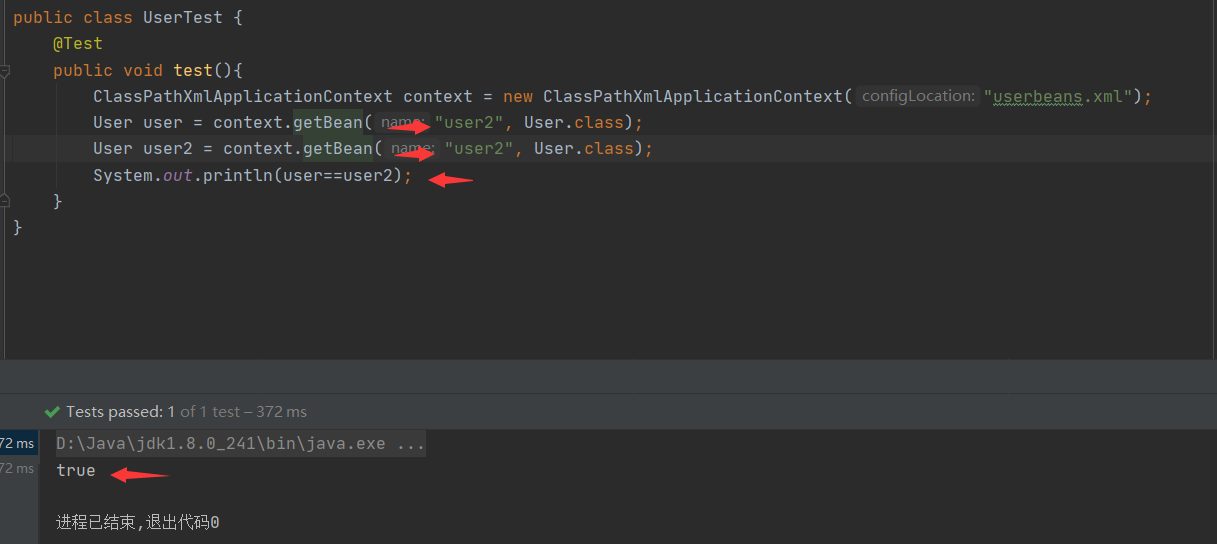 public class UserTest {
@Test
public void test(){
ClassPathXmlApplicationContext context = new ClassPathXmlApplicationContext( configLocation: "userbeans.xml");
User user = context.getBean( name: "user2", User.class);
User user2 = context.getBean( name: "user2", User.class);
System.out.println(user==user2);
}
}
Tests passed: 1 of 1 test – 372 ms
72 ms
D:\Java\jdk1.8.0_241\bin\java.exe ...
72 ms
true
进程已结束,退出代码0